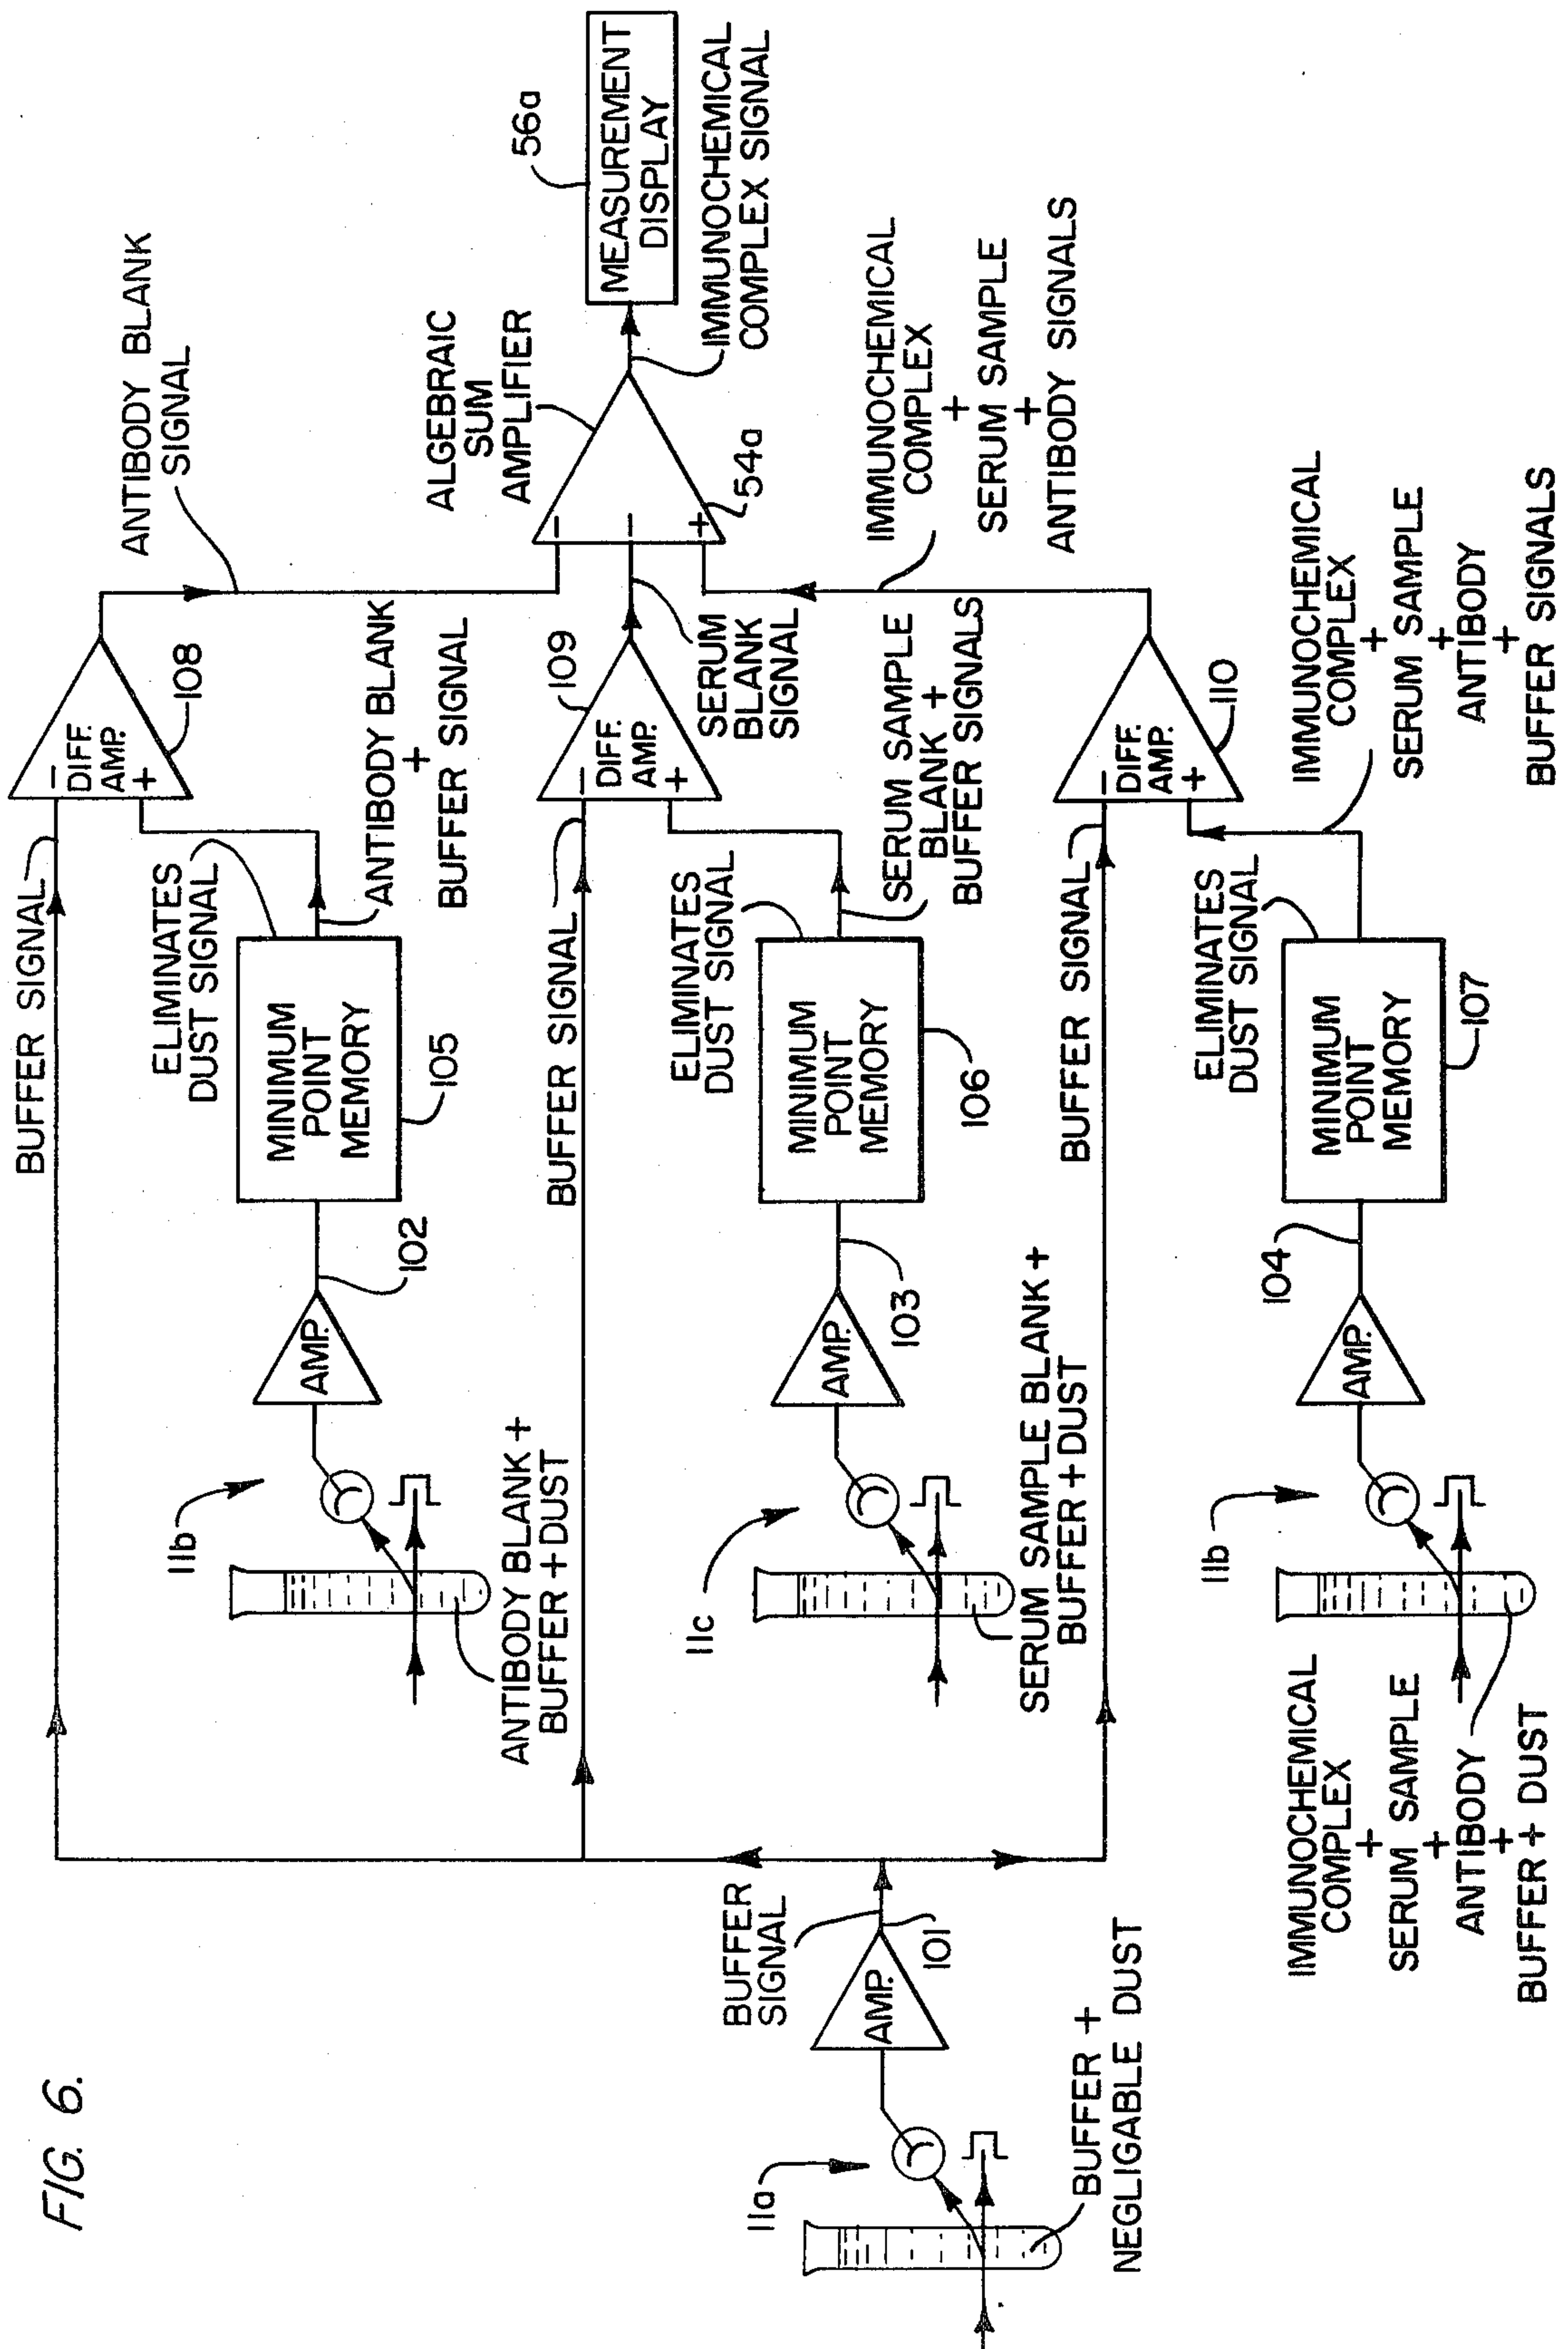 FIG. 6.
BUFFER SIGNAL
ELIMINATES
DUST SIGNAL
MINIMUM
POINT
MEMORY
105
102
AMP.
11b
ANTIBODY BLANK +
BUFFER + DUST
DIFF.
AMP.
-
+
108
ANTIBODY BLANK
+
BUFFER SIGNAL
ANTIBODY BLANK
SIGNAL
BUFFER SIGNAL
ELIMINATES
DUST SIGNAL
MINIMUM
POINT
MEMORY
106
103
AMP.
11c
SERUM SAMPLE BLANK +
BUFFER + DUST
DIFF.
AMP.
-
+
109
SERUM SAMPLE
BLANK +
BUFFER SIGNALS
SERUM
BLANK
SIGNAL
ALGEBRAIC
SUM
AMPLIFIER
-
-
+
54a
56a
MEASUREMENT
DISPLAY
IMMUNOCHEMICAL
COMPLEX SIGNAL
11a
AMP.
BUFFER
SIGNAL
101
BUFFER +
NEGLIGABLE DUST
BUFFER SIGNAL
ELIMINATES
DUST SIGNAL
MINIMUM
POINT
MEMORY
107
104
AMP.
11b
IMMUNOCHEMICAL
COMPLEX
+
SERUM SAMPLE
+
ANTIBODY
+
BUFFER + DUST
DIFF.
AMP.
-
+
110
IMMUNOCHEMICAL
COMPLEX
+
SERUM SAMPLE
+
ANTIBODY
+
BUFFER SIGNALS
IMMUNOCHEMICAL
COMPLEX
+
SERUM SAMPLE
+
ANTIBODY SIGNALS